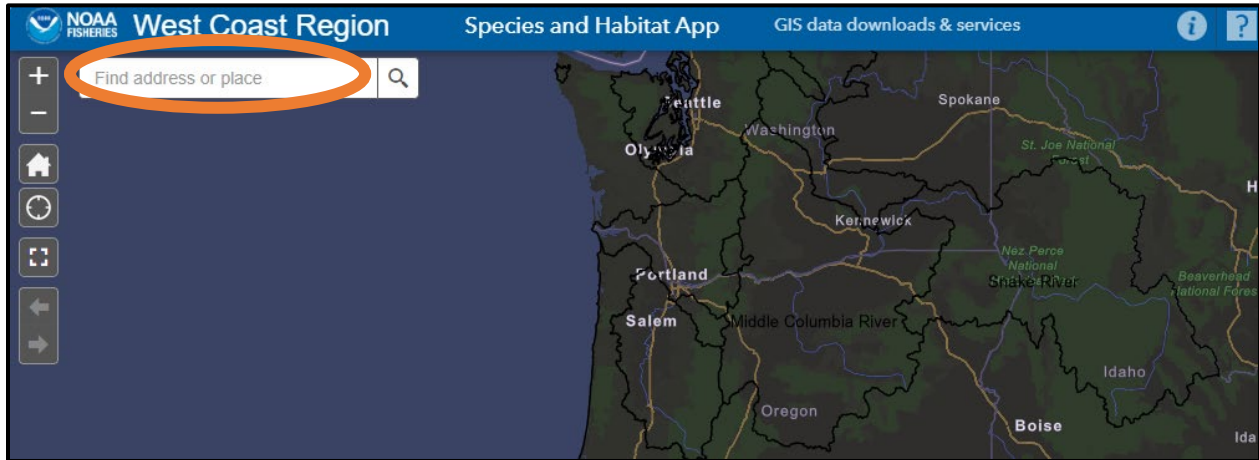 NOAA
FISHERIES
West Coast Region
Species and Habitat App
GIS data downloads & services
i
?
+
Find address or place
−
Seattle
Spokane
Washington
Olympia
St. Joe National
Forest
H
Kennewick
Nez Perce
National
Portland
Snake River
Beaverhead
National Fores
Salem
Middle Columbia River
Idaho
Oregon
Boise
Ida